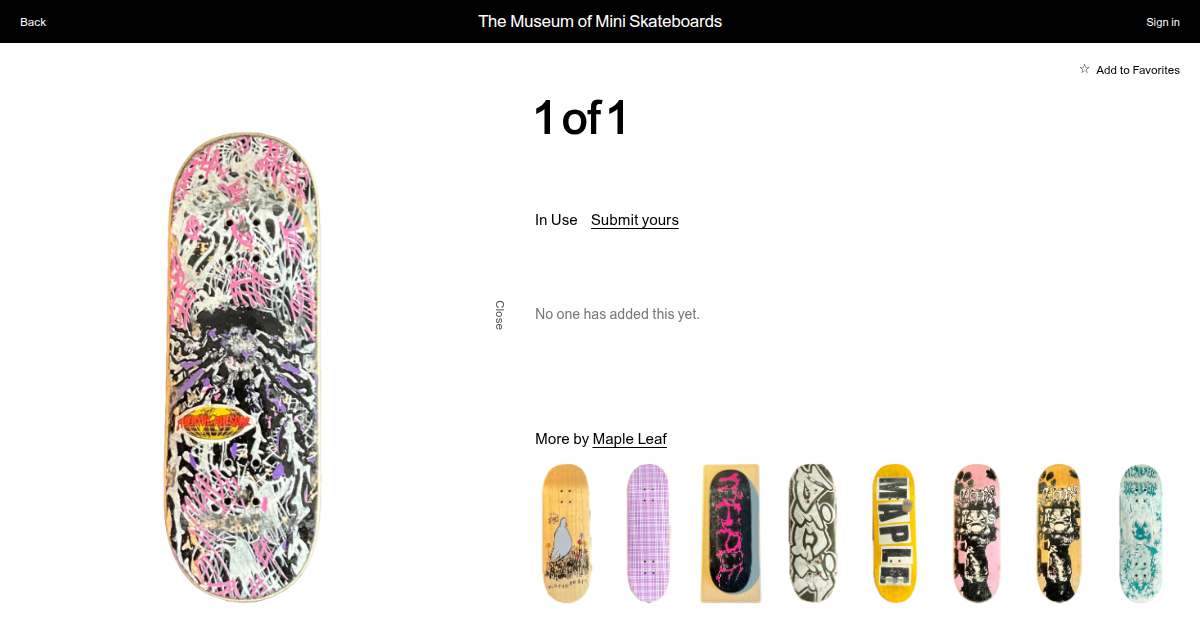 Back
The Museum of Mini Skateboards
Sign in
☆ Add to Favorites
1 of 1
In Use Submit yours
Close
No one has added this yet.
More by Maple Leaf
MAPLE